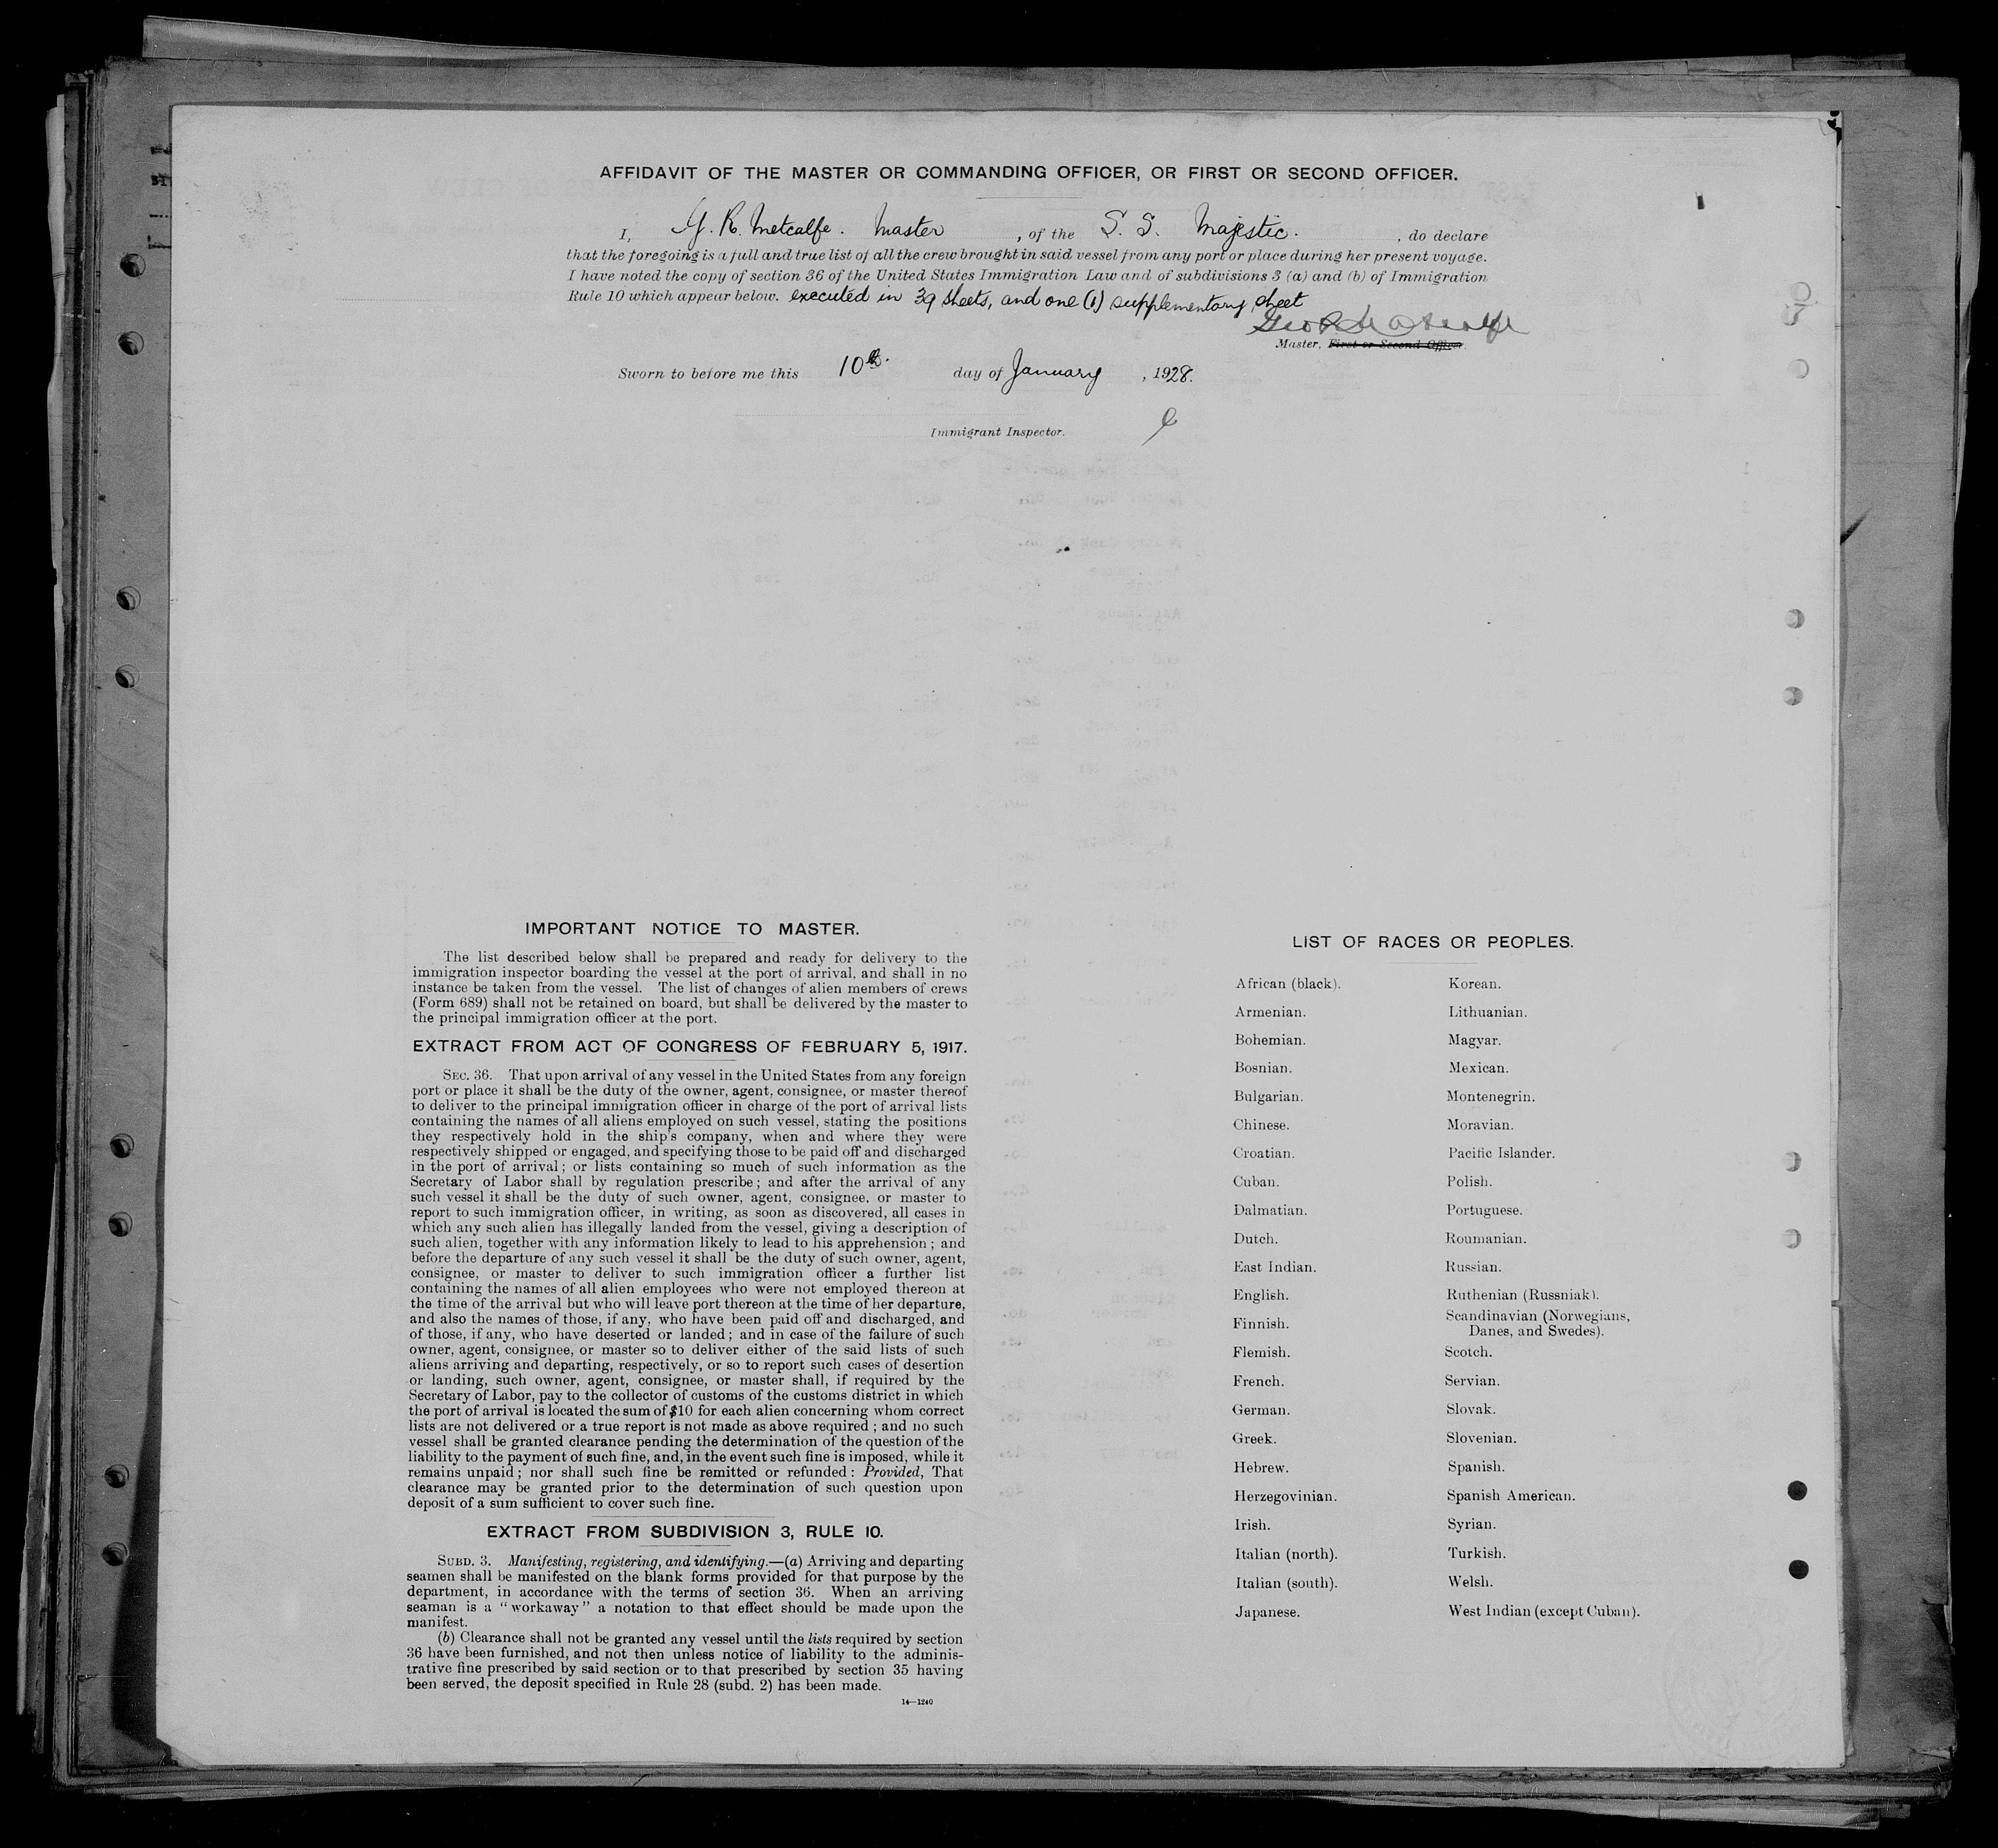 AFFIDAVIT OF THE MASTER OR COMMANDING OFFICER, OR FIRST OR SECOND OFFICER.
I, G. R. Metcalfe. Master, of the S. S. Majestic., do declare
that the foregoing is a full and true list of all the crew brought in said vessel from any port or place during her present voyage.
I have noted the copy of section 36 of the United States Immigration Law and of subdivisions 3 (a) and (b) of Immigration
Rule 10 which appear below. executed in 39 sheets, and one (1) supplementary sheet
Geo R Metcalfe
Master, First or Second Officer.
Sworn to before me this 10th. day of January, 1928.
Immigrant Inspector.
IMPORTANT NOTICE TO MASTER.
The list described below shall be prepared and ready for delivery to the
immigration inspector boarding the vessel at the port of arrival, and shall in no
instance be taken from the vessel. The list of changes of alien members of crews
(Form 689) shall not be retained on board, but shall be delivered by the master to
the principal immigration officer at the port.
EXTRACT FROM ACT OF CONGRESS OF FEBRUARY 5, 1917.
SEC. 36. That upon arrival of any vessel in the United States from any foreign
port or place it shall be the duty of the owner, agent, consignee, or master thereof
to deliver to the principal immigration officer in charge of the port of arrival lists
containing the names of all aliens employed on such vessel, stating the positions
they respectively hold in the ship's company, when and where they were
respectively shipped or engaged, and specifying those to be paid off and discharged
in the port of arrival; or lists containing so much of such information as the
Secretary of Labor shall by regulation prescribe; and after the arrival of any
such vessel it shall be the duty of such owner, agent, consignee, or master to
report to such immigration officer, in writing, as soon as discovered, all cases in
which any such alien has illegally landed from the vessel, giving a description of
such alien, together with any information likely to lead to his apprehension; and
before the departure of any such vessel it shall be the duty of such owner, agent,
consignee, or master to deliver to such immigration officer a further list
containing the names of all alien employees who were not employed thereon at
the time of the arrival but who will leave port thereon at the time of her departure,
and also the names of those, if any, who have been paid off and discharged, and
of those, if any, who have deserted or landed; and in case of the failure of such
owner, agent, consignee, or master so to deliver either of the said lists of such
aliens arriving and departing, respectively, or so to report such cases of desertion
or landing, such owner, agent, consignee, or master shall, if required by the
Secretary of Labor, pay to the collector of customs of the customs district in which
the port of arrival is located the sum of $10 for each alien concerning whom correct
lists are not delivered or a true report is not made as above required; and no such
vessel shall be granted clearance pending the determination of the question of the
liability to the payment of such fine, and, in the event such fine is imposed, while it
remains unpaid; nor shall such fine be remitted or refunded: Provided, That
clearance may be granted prior to the determination of such question upon
deposit of a sum sufficient to cover such fine.
EXTRACT FROM SUBDIVISION 3, RULE 10.
SUBD. 3. Manifesting, registering, and identifying.—(a) Arriving and departing
seamen shall be manifested on the blank forms provided for that purpose by the
department, in accordance with the terms of section 36. When an arriving
seaman is a "workaway" a notation to that effect should be made upon the
manifest.
(b) Clearance shall not be granted any vessel until the lists required by section
36 have been furnished, and not then unless notice of liability to the adminis-
trative fine prescribed by said section or to that prescribed by section 35 having
been served, the deposit specified in Rule 28 (subd. 2) has been made.
14—1240
LIST OF RACES OR PEOPLES.
African (black).
Armenian.
Bohemian.
Bosnian.
Bulgarian.
Chinese.
Croatian.
Cuban.
Dalmatian.
Dutch.
East Indian.
English.
Finnish.
Flemish.
French.
German.
Greek.
Hebrew.
Herzegovinian.
Irish.
Italian (north).
Italian (south).
Japanese.
Korean.
Lithuanian.
Magyar.
Mexican.
Montenegrin.
Moravian.
Pacific Islander.
Polish.
Portuguese.
Roumanian.
Russian.
Ruthenian (Russniak).
Scandinavian (Norwegians,
Danes, and Swedes).
Scotch.
Servian.
Slovak.
Slovenian.
Spanish.
Spanish American.
Syrian.
Turkish.
Welsh.
West Indian (except Cuban).